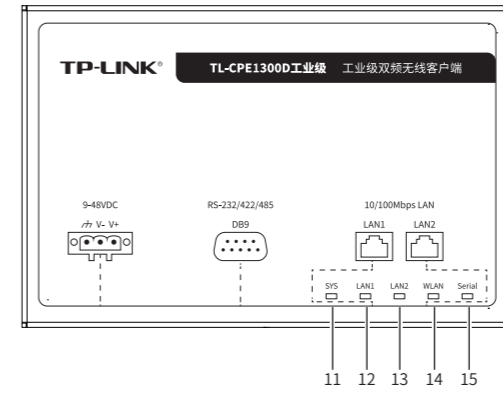 TP-LINK®
TL-CPE1300D工业级 工业级双频无线客户端
9-48VDC RS-232/422/485 10/100Mbps LAN
V- V+ DB9 LAN1 LAN2
SYS LAN1 LAN2 WLAN Serial
11 12 13 14 15